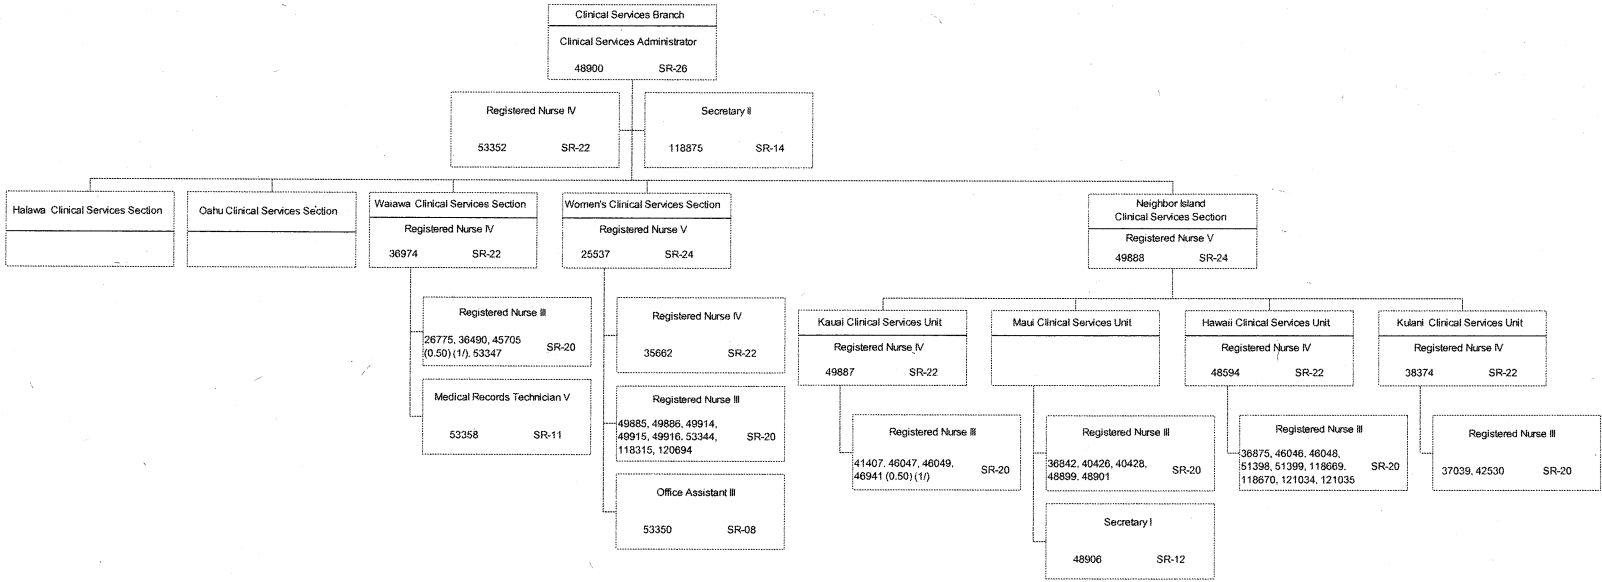 Clinical Services Branch
Clinical Services Administrator
48900 SR-26
Registered Nurse IV
53352 SR-22
Secretary II
118875 SR-14
Halawa Clinical Services Section
Oahu Clinical Services Section
Waiawa Clinical Services Section
Registered Nurse IV
36974 SR-22
Women's Clinical Services Section
Registered Nurse V
25537 SR-24
Neighbor Island
Clinical Services Section
Registered Nurse V
49888 SR-24
Registered Nurse III
26775, 36490, 45705
(0.50) (1/). 53347
SR-20
Medical Records Technician V
53358 SR-11
Registered Nurse IV
35662 SR-22
Registered Nurse III
49885, 49886, 49914,
49915, 49916. 53344,
118315, 120694
SR-20
Office Assistant III
53350 SR-08
Kauai Clinical Services Unit
Registered Nurse IV
49887 SR-22
Registered Nurse III
41407, 46047, 46049,
46941 (0.50) (1/)
SR-20
Maui Clinical Services Unit
Registered Nurse III
36842, 40426, 40428,
48899, 48901
SR-20
Secretary I
48906 SR-12
Hawaii Clinical Services Unit
Registered Nurse IV
48594 SR-22
Registered Nurse III
36875, 46046, 46048,
51398, 51399, 118669.
118670, 121034, 121035
SR-20
Kulani Clinical Services Unit
Registered Nurse IV
38374 SR-22
Registered Nurse III
37039, 42530 SR-20